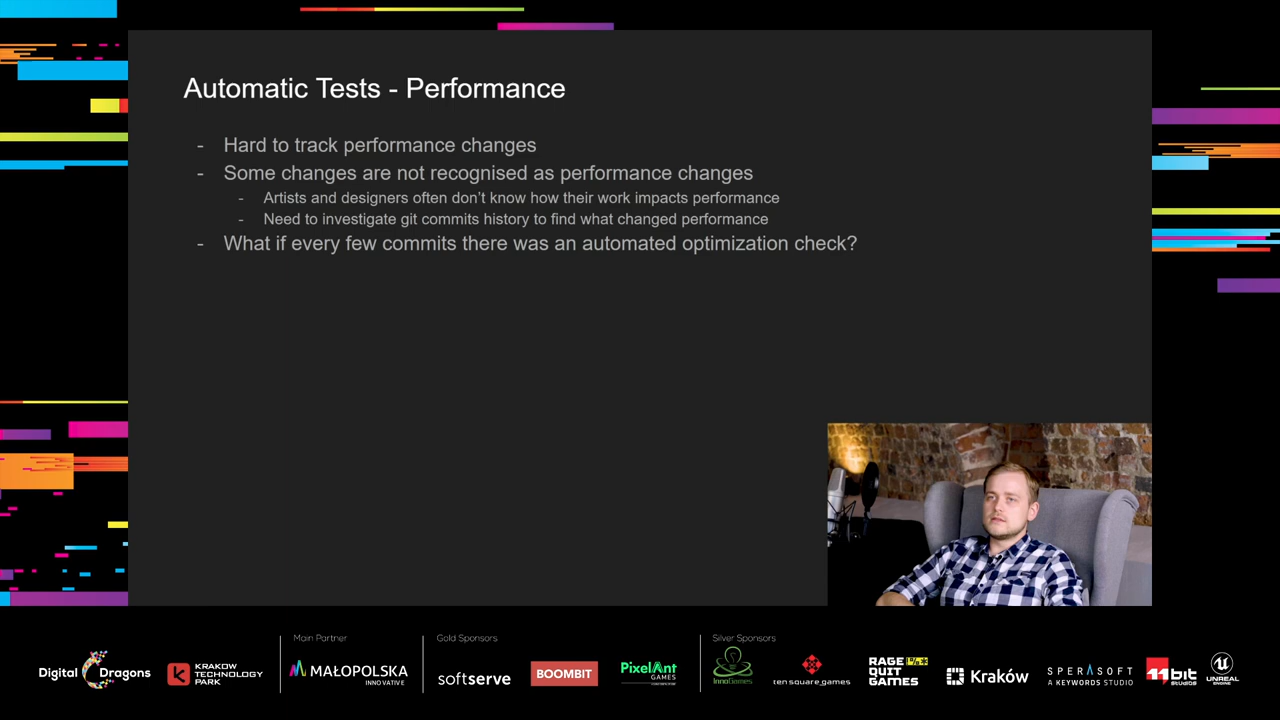 Automatic Tests - Performance
- Hard to track performance changes
- Some changes are not recognised as performance changes
- Artists and designers often don't know how their work impacts performance
- Need to investigate git commits history to find what changed performance
- What if every few commits there was an automated optimization check?
Main Partner
Gold Sponsors
Silver Sponsors
Digital Dragons
KRAKOW
TECHNOLOGY
PARK
MAŁOPOLSKA
INNOVATIVE
softserve
BOOMBIT
PixelAnt
GAMES
InnoGames
ten square games
RAGE
QUIT
GAMES
Kraków
SPERASOFT
A KEYWORDS STUDIO
11bit
STUDIOS
UNREAL
ENGINE